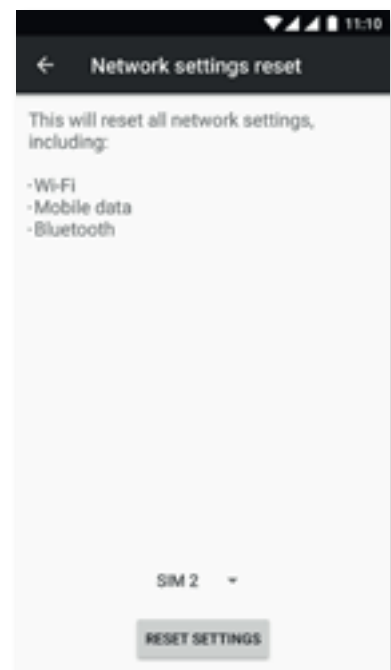 11:10
Network settings reset
This will reset all network settings,
including:
-Wi-Fi
-Mobile data
-Bluetooth
SIM 2
RESET SETTINGS